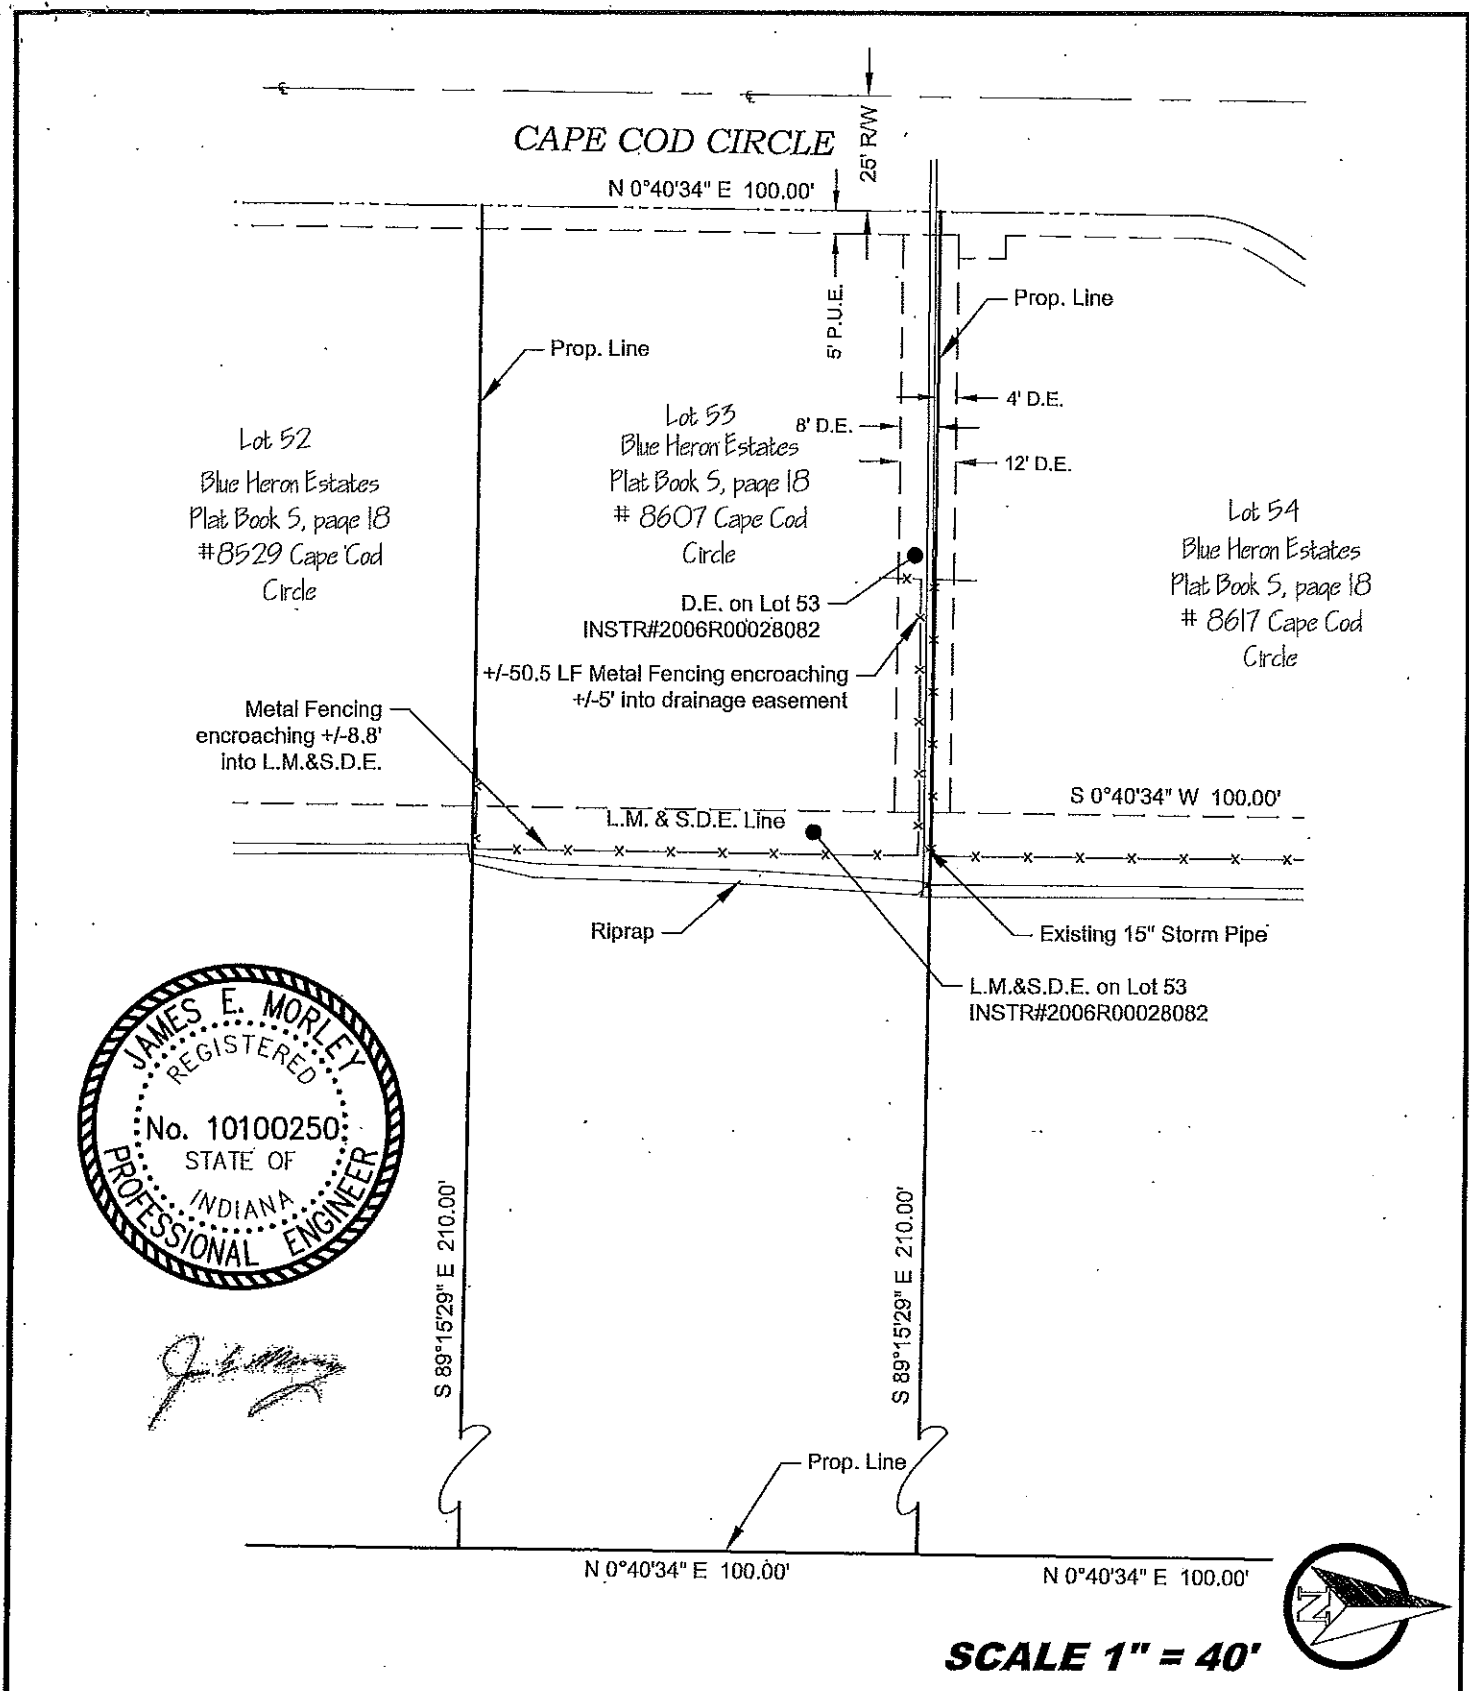 CAPE COD CIRCLE
25' R/W
N 0°40'34" E 100.00'
5' P.U.E.
Prop. Line
Prop. Line
4' D.E.
8' D.E.
12' D.E.
Lot 52
Blue Heron Estates
Plat Book S, page 18
#8529 Cape Cod
Circle
Lot 53
Blue Heron Estates
Plat Book S, page 18
# 8607 Cape Cod
Circle
Lot 54
Blue Heron Estates
Plat Book S, page 18
# 8617 Cape Cod
Circle
D.E. on Lot 53
INSTR#2006R00028082
+/-50.5 LF Metal Fencing encroaching
+/-5' into drainage easement
Metal Fencing
encroaching +/-8.8'
into L.M.&S.D.E.
S 0°40'34" W 100.00'
L.M. & S.D.E. Line
Riprap
Existing 15" Storm Pipe
L.M.&S.D.E. on Lot 53
INSTR#2006R00028082
JAMES E. MORLEY
REGISTERED
No. 10100250
STATE OF
INDIANA
PROFESSIONAL ENGINEER
S 89°15'29" E 210.00'
S 89°15'29" E 210.00'
Prop. Line
N 0°40'34" E 100.00'
N 0°40'34" E 100.00'
N
SCALE 1" = 40'